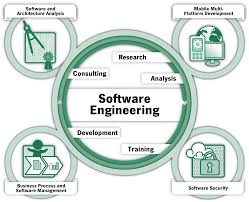 Software and
Architecture Analysis
Mobile Multi-
Platform Development
Research
Consulting
Analysis
Software
Engineering
Development
Training
Business Process and
Software Management
Software Security